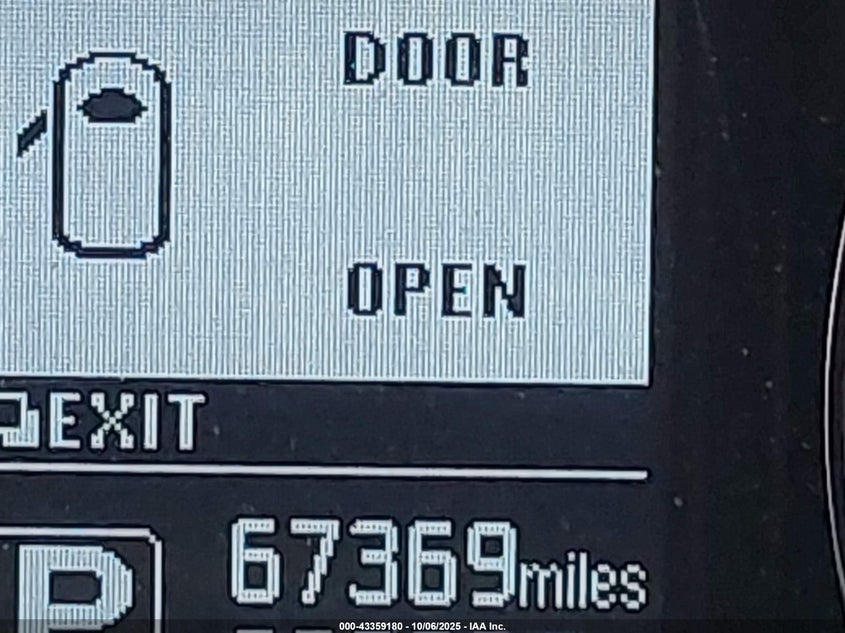 DOOR
OPEN
EXIT
67369miles
P
000-43359180 - 10/06/2025 - IAA Inc.